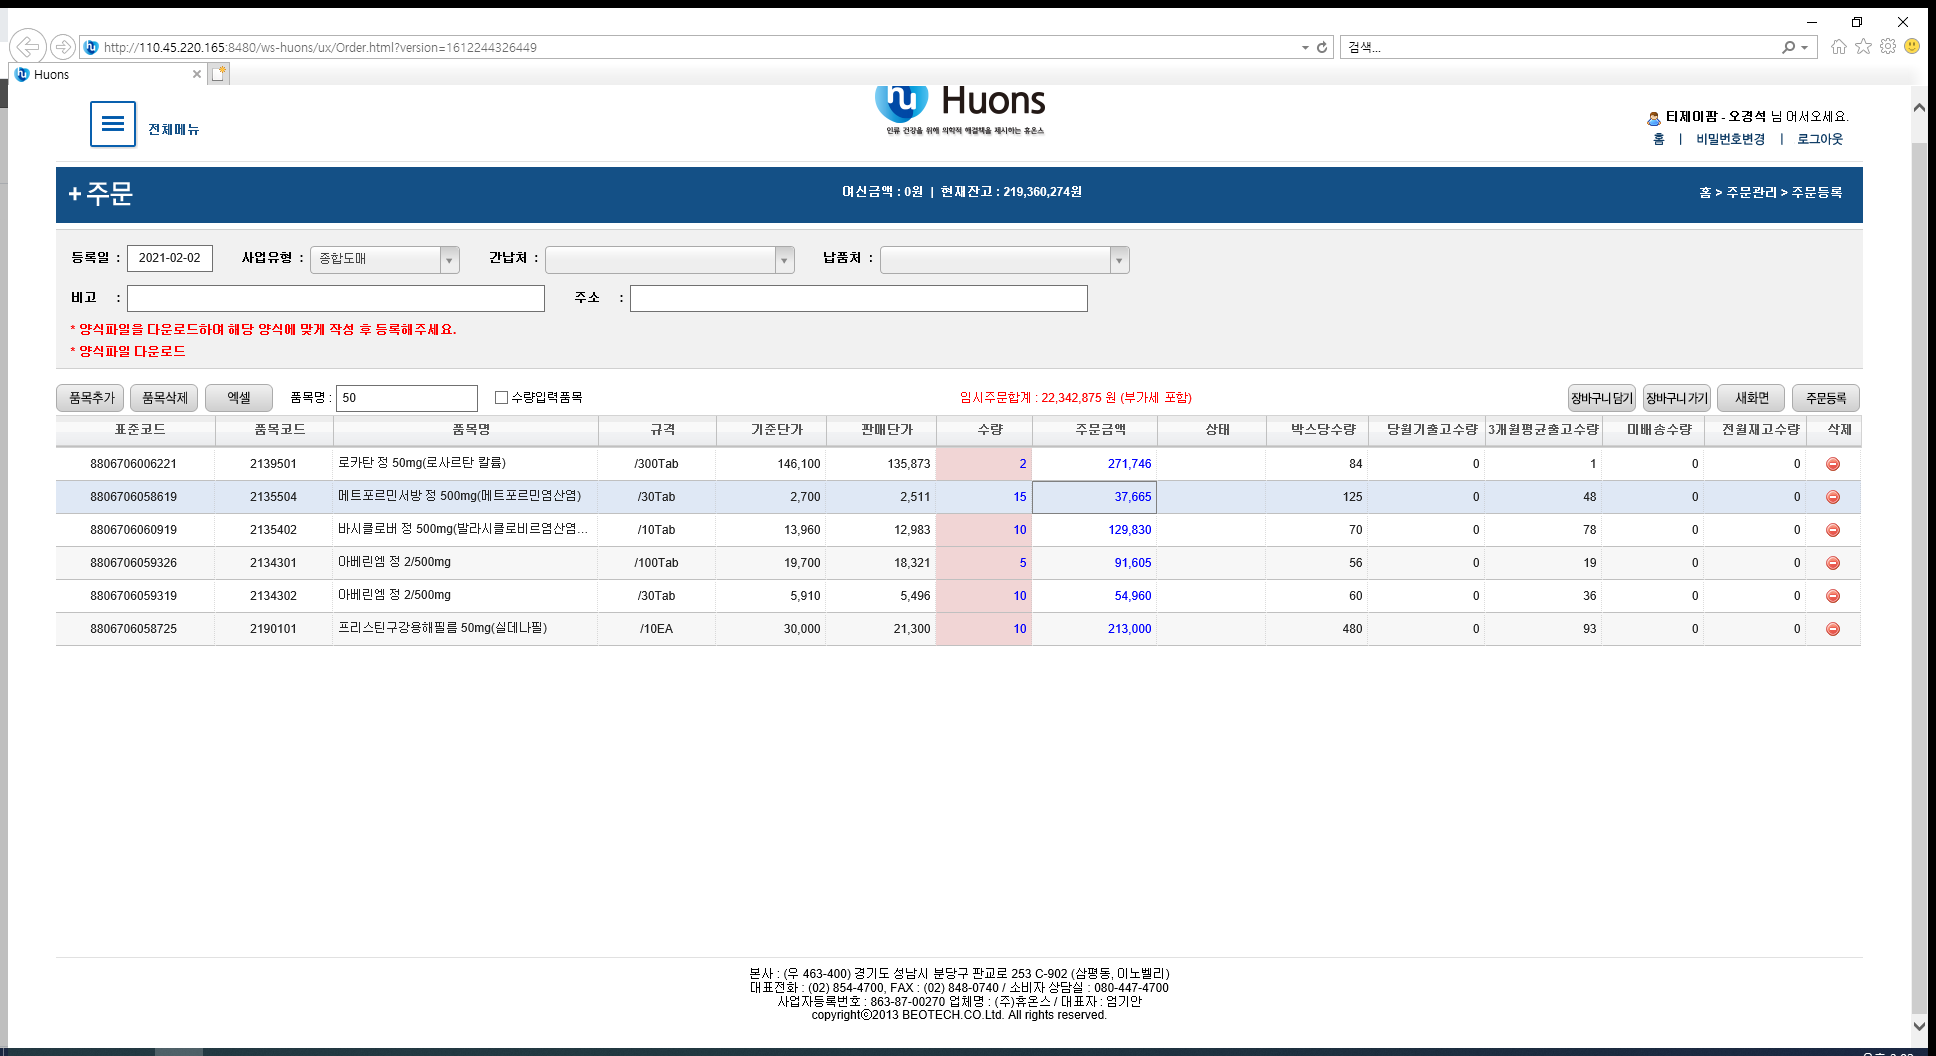 http://110.45.220.165:8480/ws-huons/ux/Order.html?version=1612244326449
검색...
Huons
전체메뉴
hu Huons
인류 건강을 위해 의학적 해결책을 제시하는 휴온스
티제이팜 - 오경석 님 어서오세요.
홈 | 비밀번호변경 | 로그아웃
+ 주문 여신금액 : 0원 | 현재잔고 : 219,360,274원 홈 > 주문관리 > 주문등록
등록일 : 2021-02-02 사업유형 : 종합도매 간납처 : 납품처 :
비고 : 주소 :
* 양식파일을 다운로드하여 해당 양식에 맞게 작성 후 등록해주세요.
* 양식파일 다운로드
품목추가 품목삭제 엑셀 품목명 : 50 수량입력품목 임시주문합계 : 22,342,875 원 (부가세 포함) 장바구니담기 장바구니가기 새화면 주문등록
표준코드 품목코드 품목명 규격 기준단가 판매단가 수량 주문금액 상태 박스당수량 당월기출고수량 3개월평균출고수량 미배송수량 전월재고수량 삭제
8806706006221 2139501 로카탄 정 50mg(로사르탄 칼륨) /300Tab 146,100 135,873 2 271,746 84 0 1 0 0
8806706058619 2135504 메트포르민서방 정 500mg(메트포르민염산염) /30Tab 2,700 2,511 15 37,665 125 0 48 0 0
8806706060919 2135402 바시클로버 정 500mg(발라시클로비르염산염... /10Tab 13,960 12,983 10 129,830 70 0 78 0 0
8806706059326 2134301 아베린엠 정 2/500mg /100Tab 19,700 18,321 5 91,605 56 0 19 0 0
8806706059319 2134302 아베린엠 정 2/500mg /30Tab 5,910 5,496 10 54,960 60 0 36 0 0
8806706058725 2190101 프리스틴구강용해필름 50mg(실데나필) /10EA 30,000 21,300 10 213,000 480 0 93 0 0
본사 : (우 463-400) 경기도 성남시 분당구 판교로 253 C-902 (삼평동, 이노벨리)
대표전화 : (02) 854-4700, FAX : (02) 848-0740 / 소비자 상담실 : 080-447-4700
사업자등록번호 : 863-87-00270 업체명 : (주)휴온스 / 대표자 : 엄기안
copyrightⓒ2013 BEOTECH.CO.Ltd. All rights reserved.